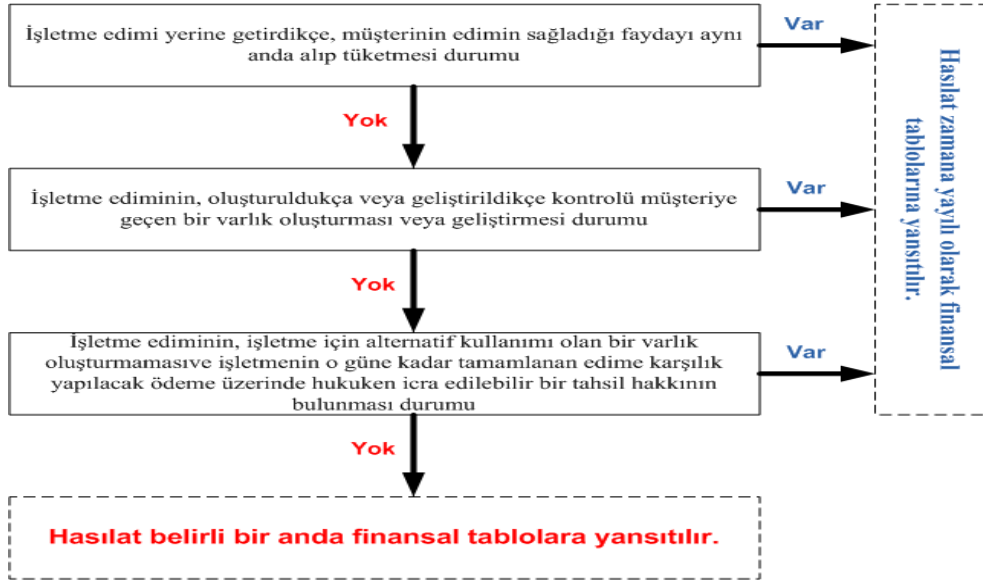 İşletme edimi yerine getirdikçe, müşterinin edimin sağladığı faydayı aynı
anda alıp tüketmesi durumu
Var
Yok
İşletme ediminin, oluşturuldukça veya geliştirildikçe kontrolü müşteriye
geçen bir varlık oluşturması veya geliştirmesi durumu
Var
Yok
İşletme ediminin, işletme için alternatif kullanımı olan bir varlık
oluşturmamasıve işletmenin o güne kadar tamamlanan edime karşılık
yapılacak ödeme üzerinde hukuken icra edilebilir bir tahsil hakkının
bulunması durumu
Var
Yok
Hasılat zamana yayılı olarak finansal
tablolarına yansıtılır.
Hasılat belirli bir anda finansal tablolara yansıtılır.